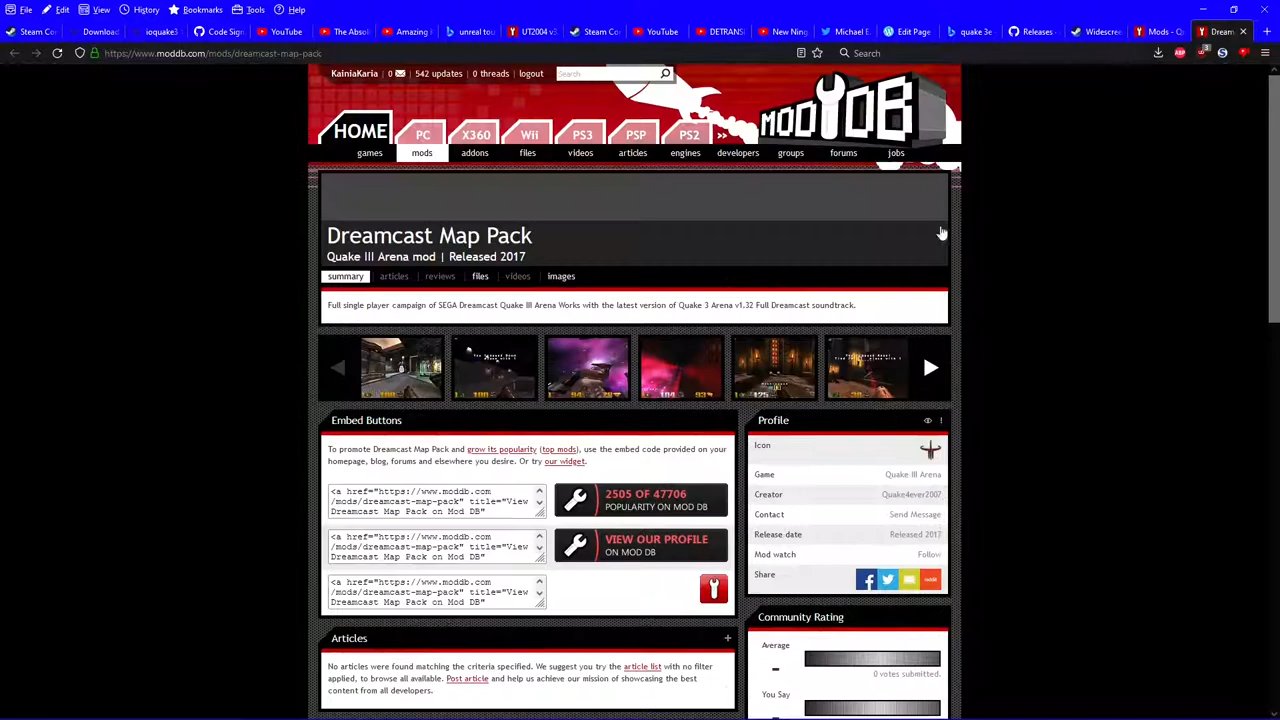 File Edit View History Bookmarks Tools Help
Steam Cor Download ioquake3 Code Sign YouTube The Absol Amazing I unreal tou UT2004 v3 Steam Cor YouTube DETRANS New Ning Michael E. Edit Page quake 3e Releases - Widescree Mods - Q Dream
https://www.moddb.com/mods/dreamcast-map-pack Search
KainiaKaria | 0 | 542 updates | 0 threads | logout Search
MODDB
HOME PC X360 Wii PS3 PSP PS2 »
games mods addons files videos articles engines developers groups forums jobs
Dreamcast Map Pack
Quake III Arena mod | Released 2017
summary articles reviews files videos images
Full single player campaign of SEGA Dreamcast Quake III Arena Works with the latest version of Quake 3 Arena v1.32 Full Dreamcast soundtrack.
Embed Buttons
To promote Dreamcast Map Pack and grow its popularity (top mods), use the embed code provided on your
homepage, blog, forums and elsewhere you desire. Or try our widget.
<a href="https://www.moddb.com
/mods/dreamcast-map-pack" title="View
Dreamcast Map Pack on Mod DB"
2505 OF 47706
POPULARITY ON MOD DB
<a href="https://www.moddb.com
/mods/dreamcast-map-pack" title="View
Dreamcast Map Pack on Mod DB"
VIEW OUR PROFILE
ON MOD DB
<a href="https://www.moddb.com
/mods/dreamcast-map-pack" title="View
Dreamcast Map Pack on Mod DB"
Articles +
No articles were found matching the criteria specified. We suggest you try the article list with no filter
applied, to browse all available. Post article and help us achieve our mission of showcasing the best
content from all developers.
Profile
Icon
Game Quake III Arena
Creator Quake4ever2007
Contact Send Message
Release date Released 2017
Mod watch Follow
Share
Community Rating
Average
0 votes submitted.
You Say